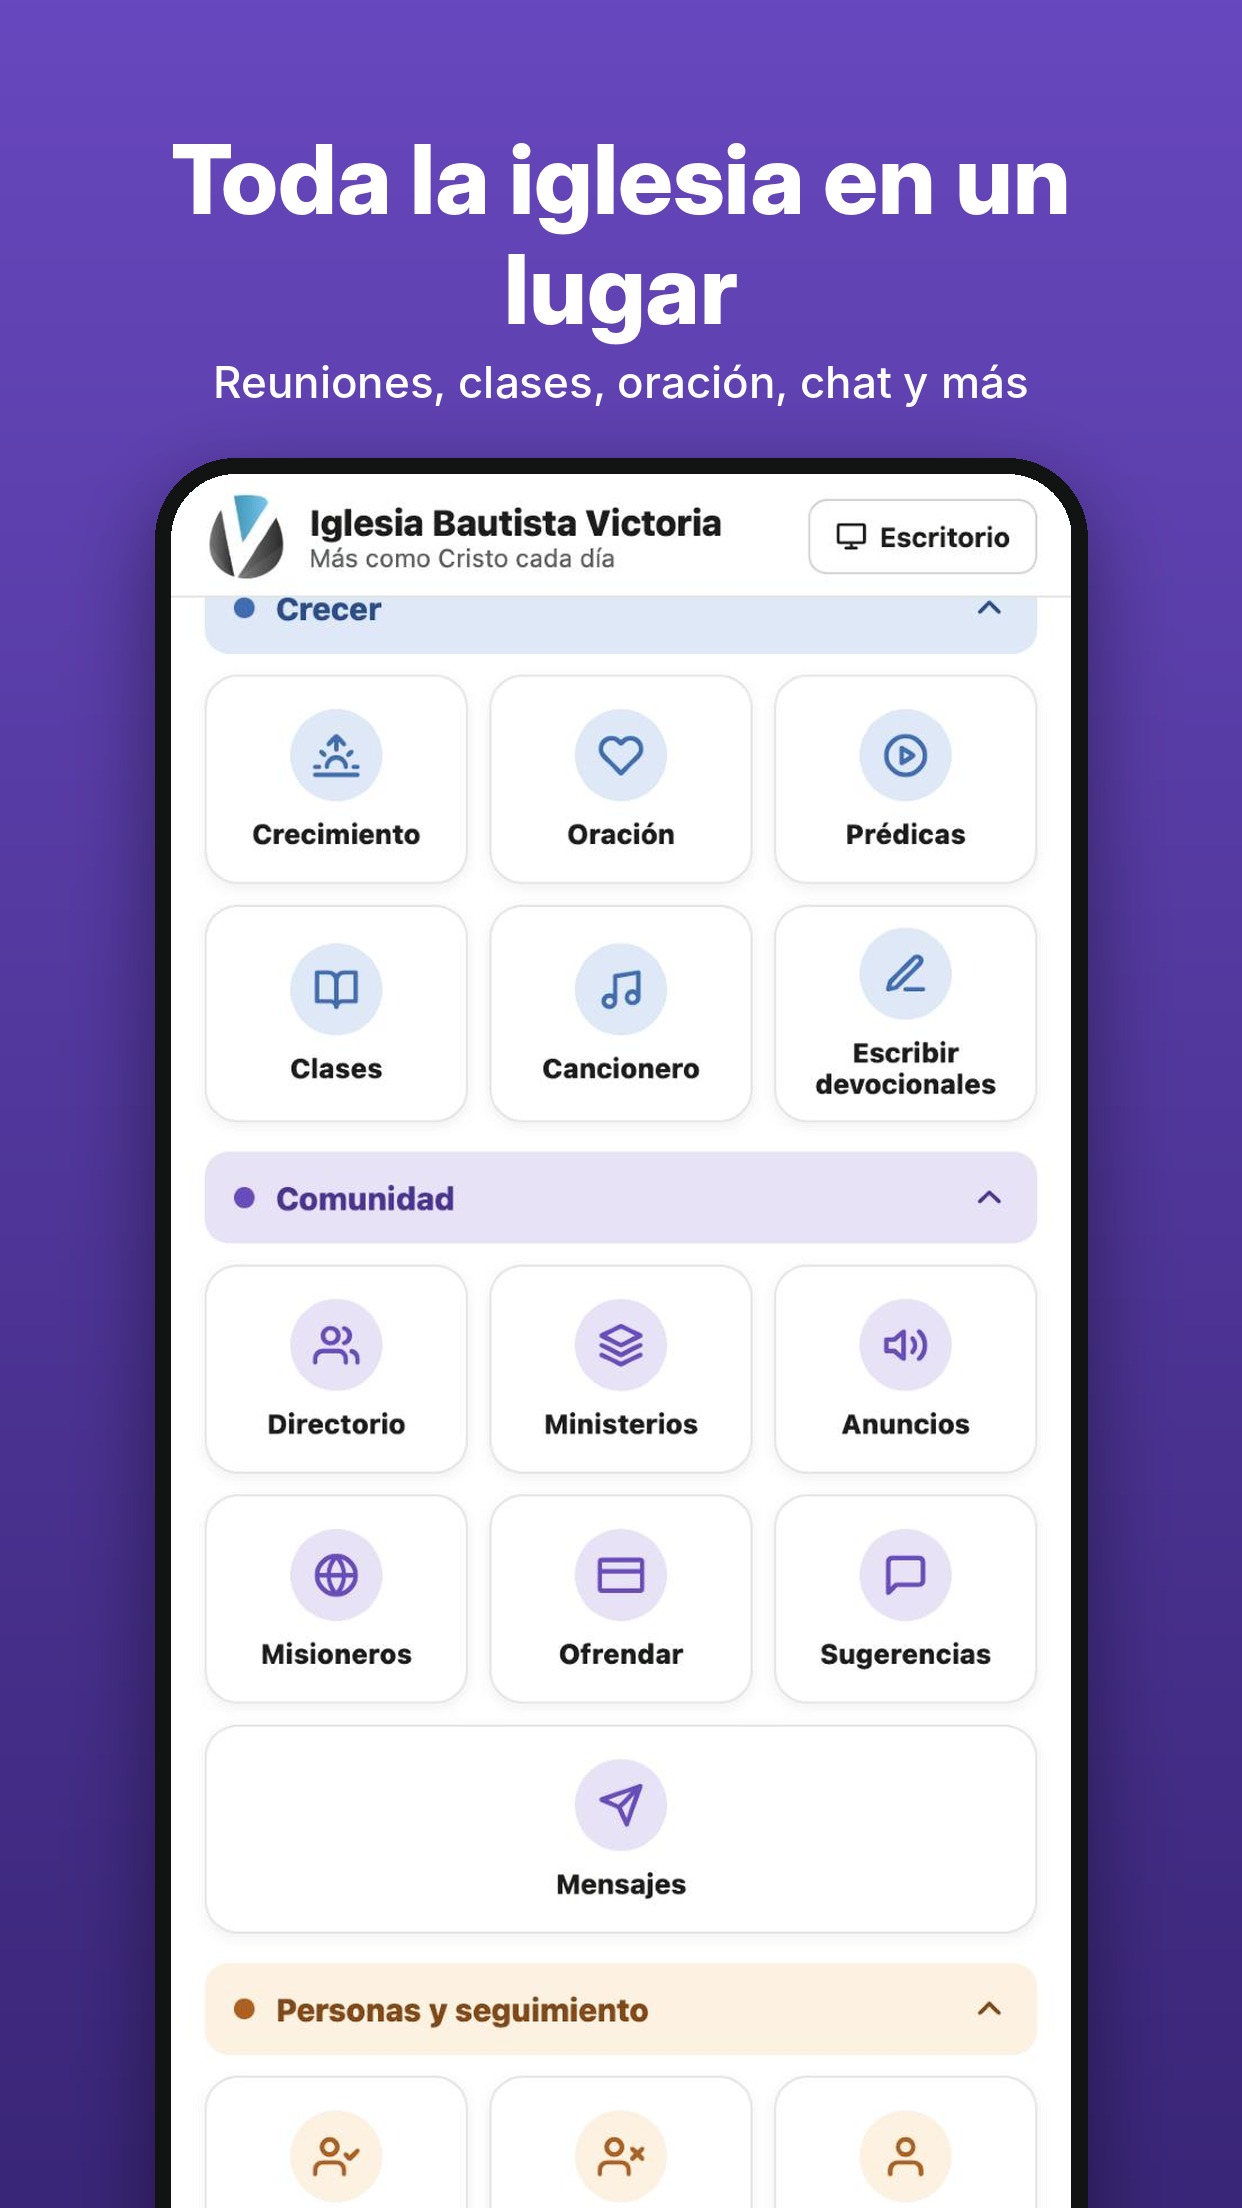 Toda la iglesia en un
lugar
Reuniones, clases, oración, chat y más
Iglesia Bautista Victoria
Más como Cristo cada día
Escritorio
Crecer
Crecimiento
Oración
Prédicas
Clases
Cancionero
Escribir
devocionales
Comunidad
Directorio
Ministerios
Anuncios
Misioneros
Ofrendar
Sugerencias
Mensajes
Personas y seguimiento